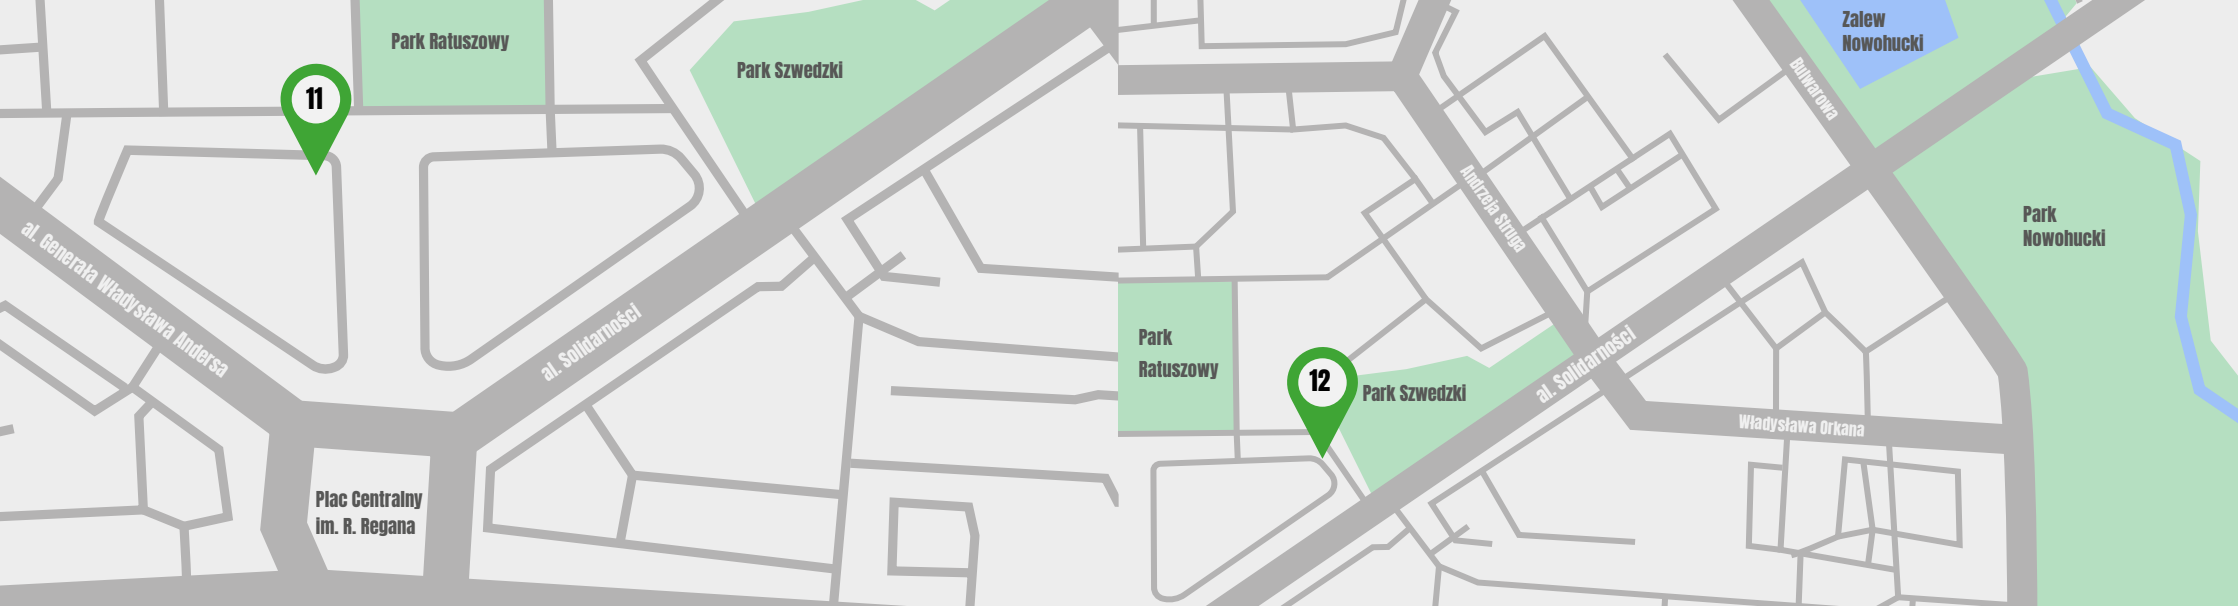 Park Ratuszowy
11
Park Szwedzki
al. Generała Władysława Andersa
al. Solidarności
Plac Centralny
im. R. Regana
Zalew
Nowohucki
Bulwarowa
Andrzeja Struga
Park
Nowohucki
Park
Ratuszowy
12
Park Szwedzki
al. Solidarności
Władysława Orkana